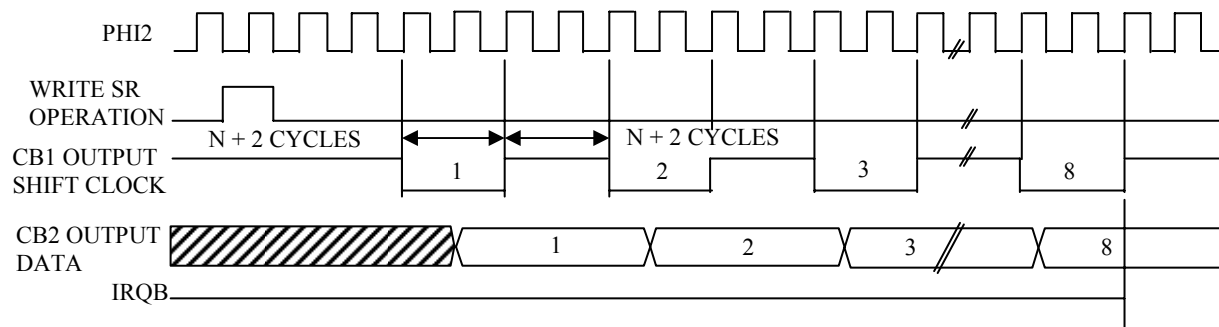 PHI2
WRITE SR
OPERATION
N + 2 CYCLES
N + 2 CYCLES
CB1 OUTPUT
SHIFT CLOCK
1
2
3
8
CB2 OUTPUT
DATA
1
2
3
8
IRQB